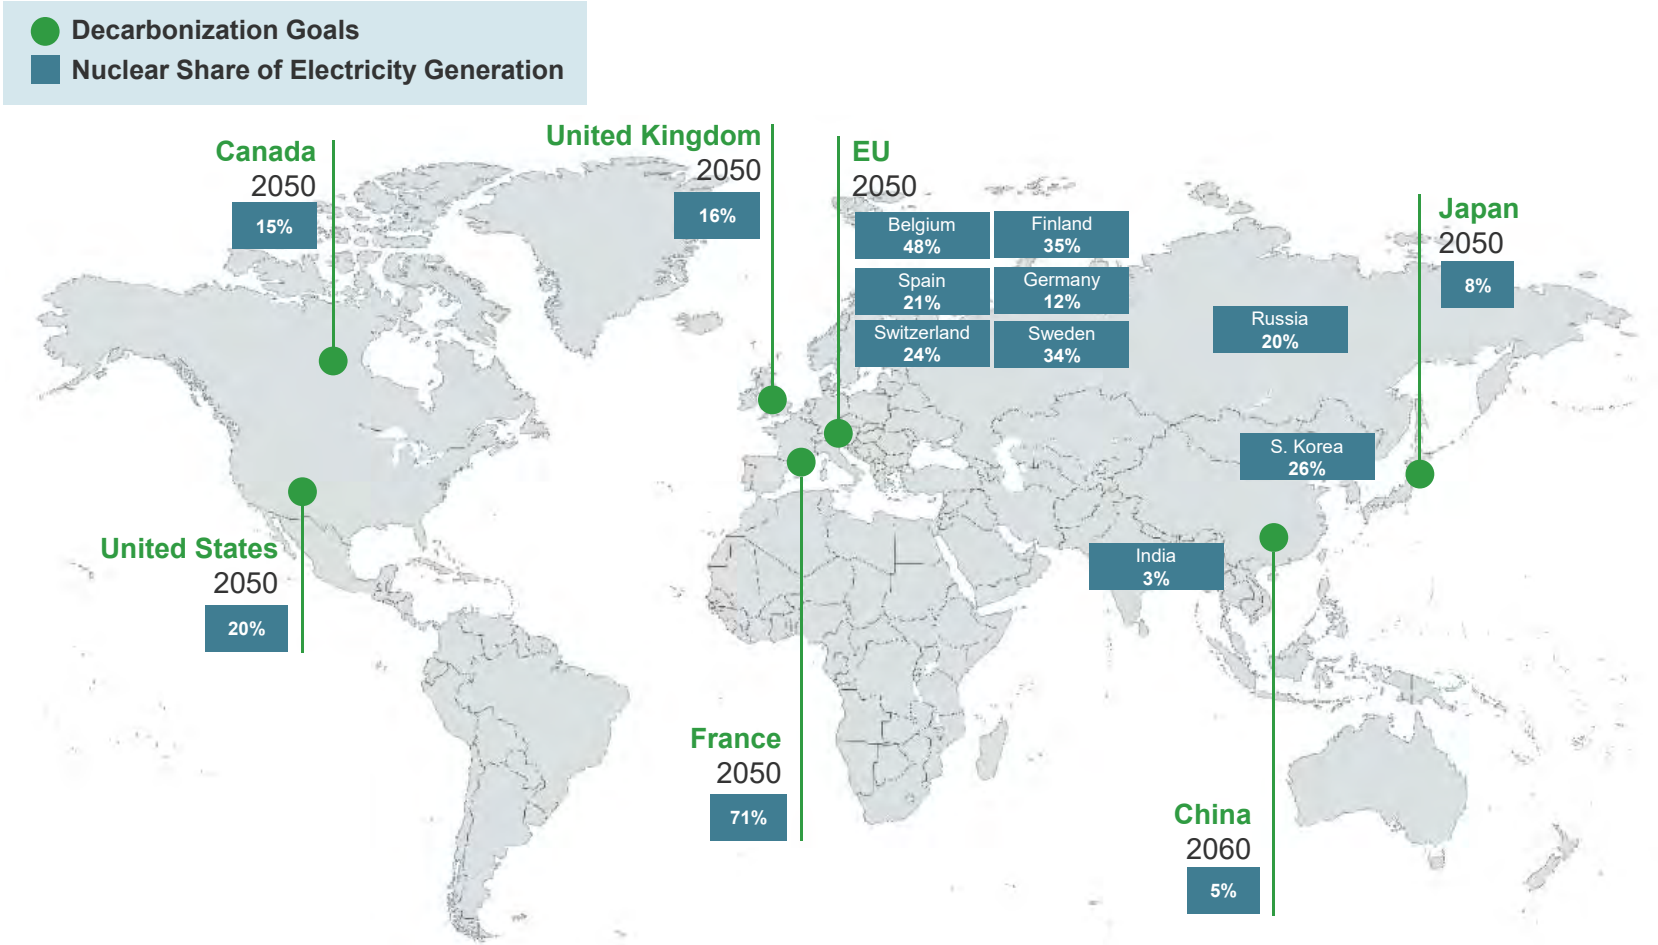 Decarbonization Goals
Nuclear Share of Electricity Generation
Canada
2050
15%
United Kingdom
2050
16%
EU
2050
Belgium
48%
Finland
35%
Spain
21%
Germany
12%
Switzerland
24%
Sweden
34%
Japan
2050
8%
Russia
20%
S. Korea
26%
India
3%
United States
2050
20%
France
2050
71%
China
2060
5%